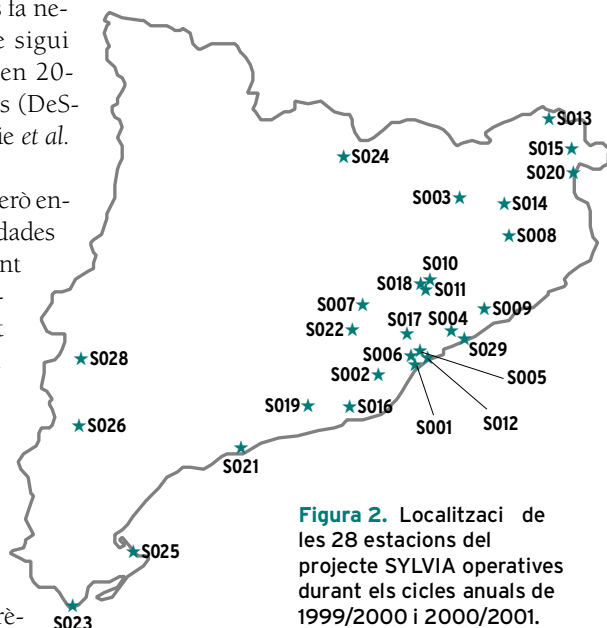 s fa ne-
e sigui
en 20-
s (DeS-
ie et al.
erò en-
dades
nt
-
t
rè-
S013
S015
S020
S024
S003
S014
S008
S010
S018
S011
S007
S009
S017
S004
S022
S029
S006
S028
S002
S005
S019
S016
S001
S012
S026
S021
S025
S023
Figura 2. Localitzaci de
les 28 estacions del
projecte SYLVIA operatives
durant els cicles anuals de
1999/2000 i 2000/2001.